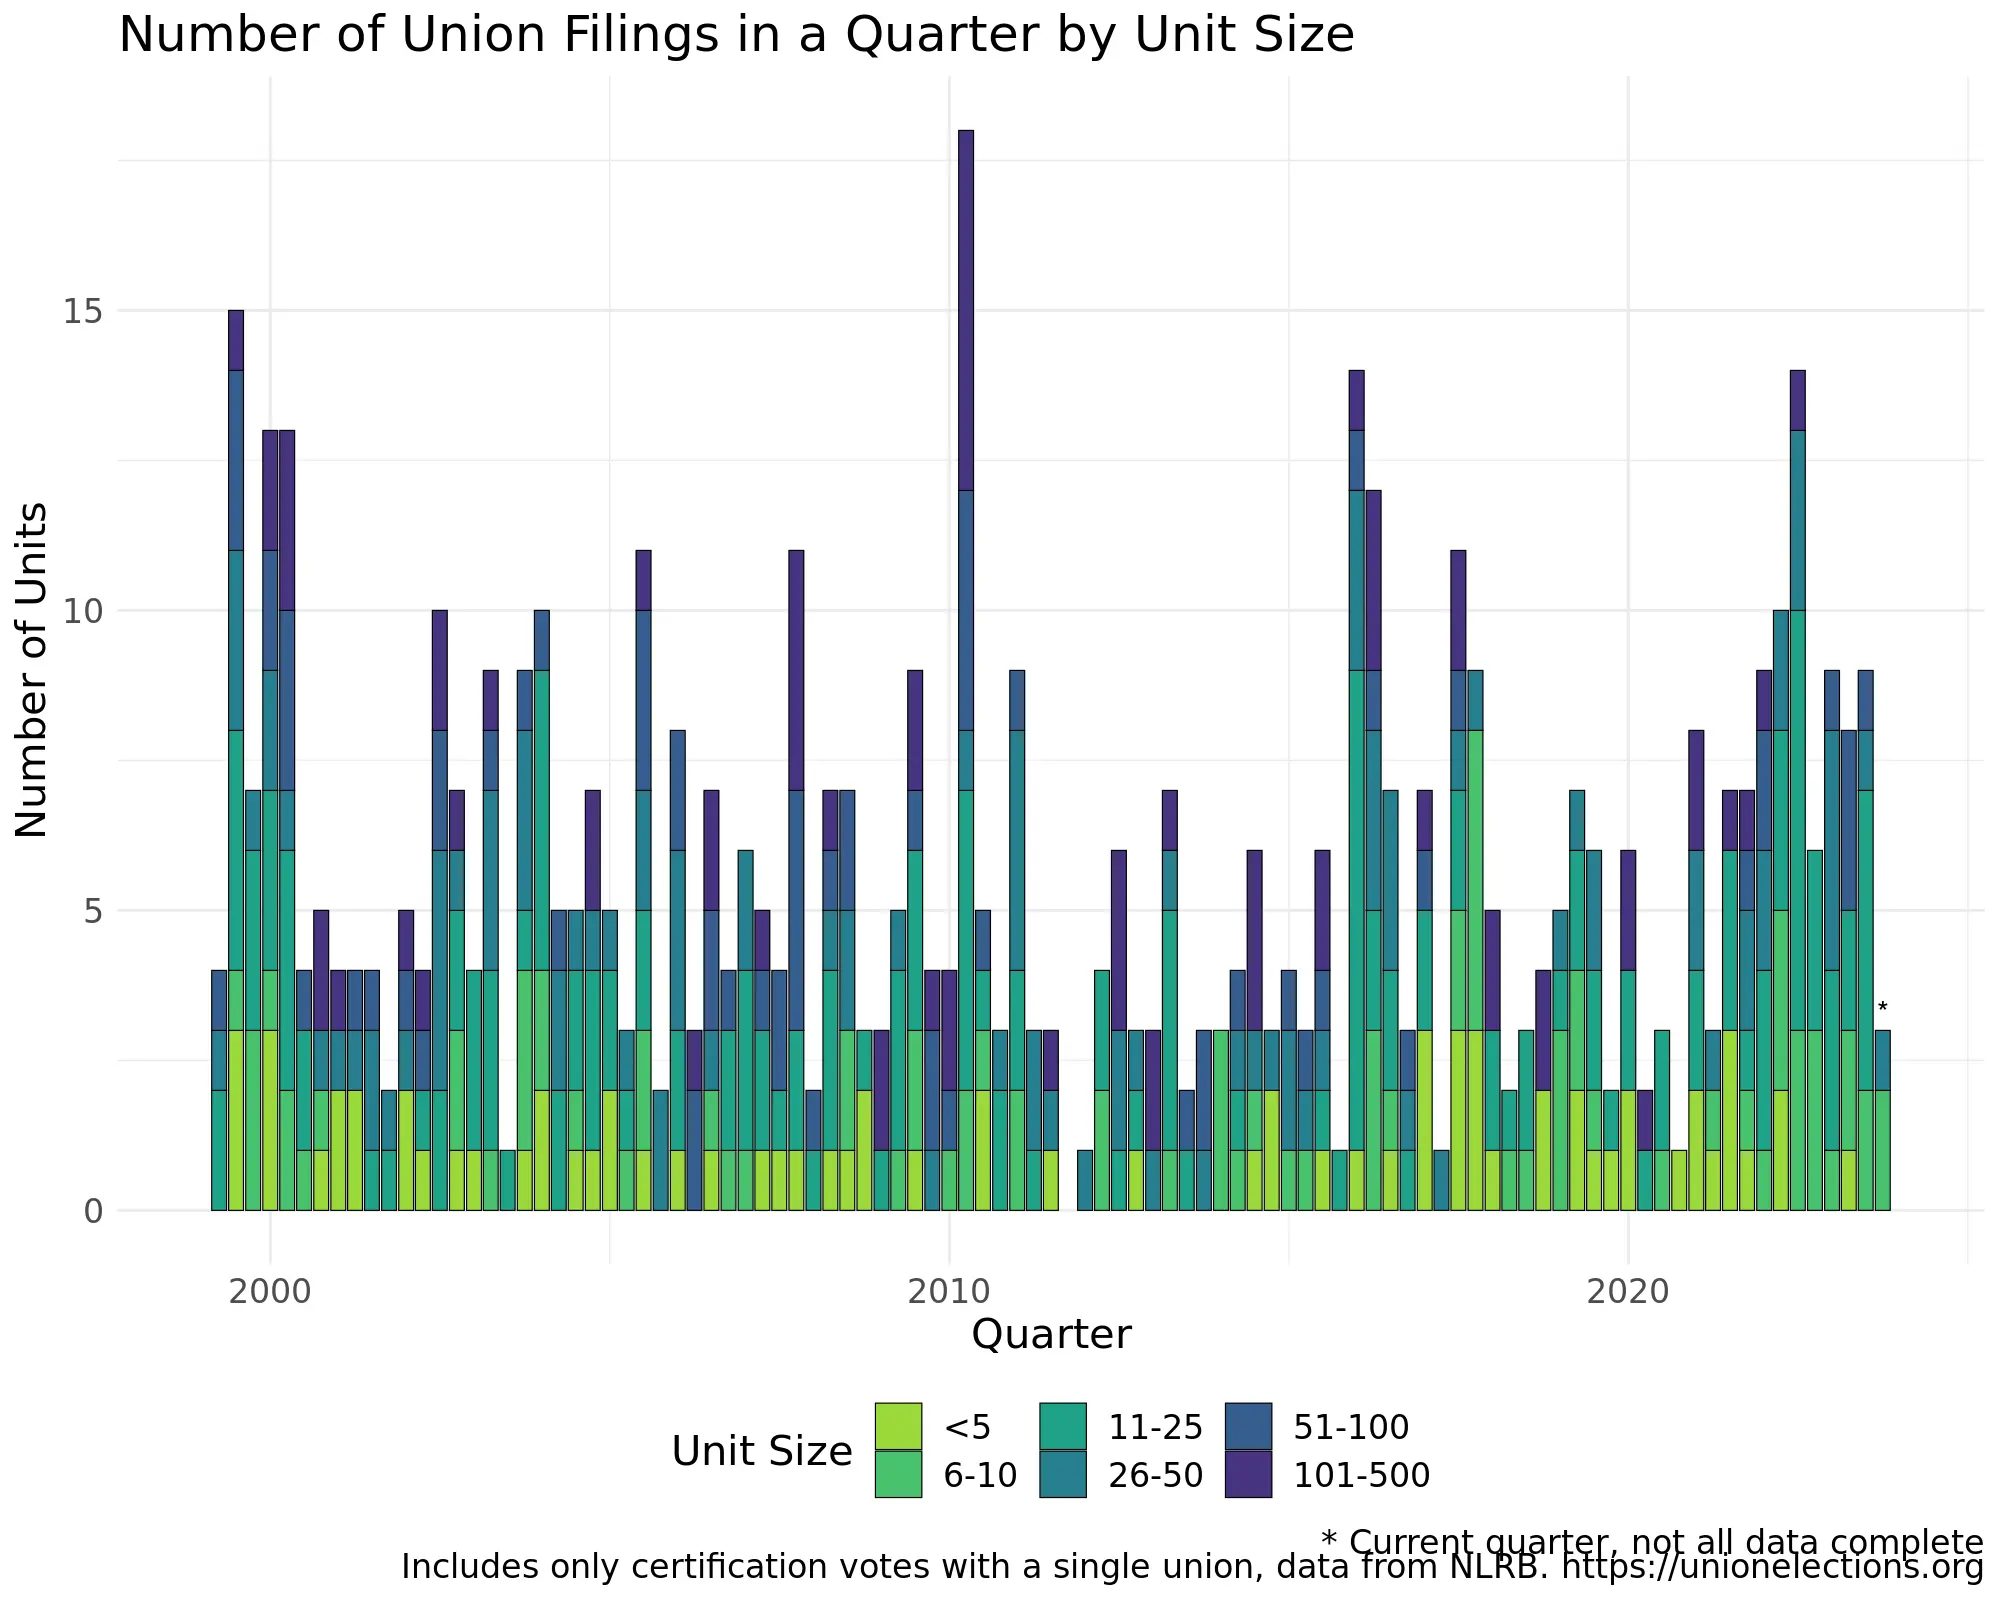 Number of Union Filings in a Quarter by Unit Size
Number of Units
15
10
5
0
*
2000 2010 2020
Quarter
Unit Size
<5 11-25 51-100
6-10 26-50 101-500
* Current quarter, not all data complete
Includes only certification votes with a single union, data from NLRB. https://unionelections.org